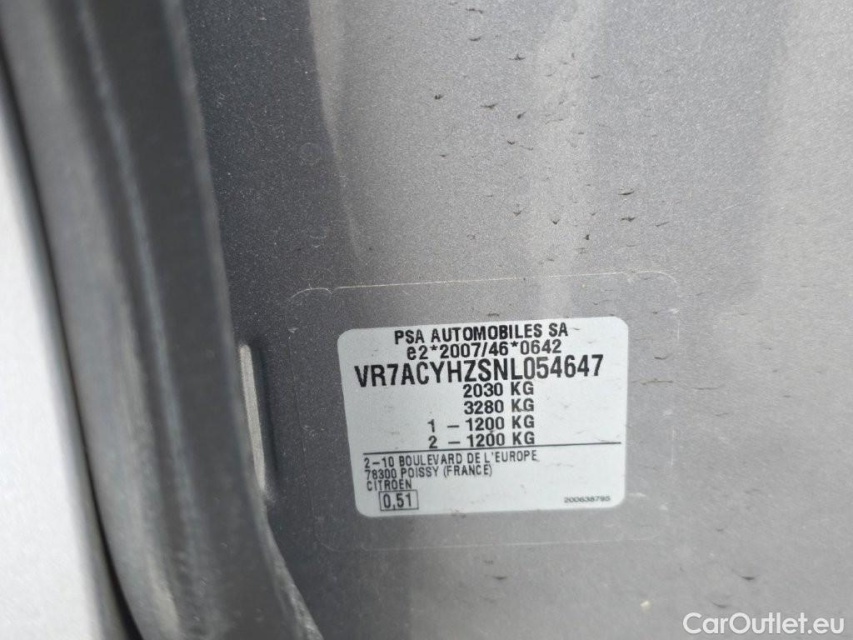 PSA AUTOMOBILES SA
e2*2007/46*0642
VR7ACYHZSNL054647
2030 KG
3280 KG
1 – 1200 KG
2 – 1200 KG
2–10 BOULEVARD DE L'EUROPE
78300 POISSY (FRANCE)
CITROEN
0,51
200638795
CarOutlet.eu